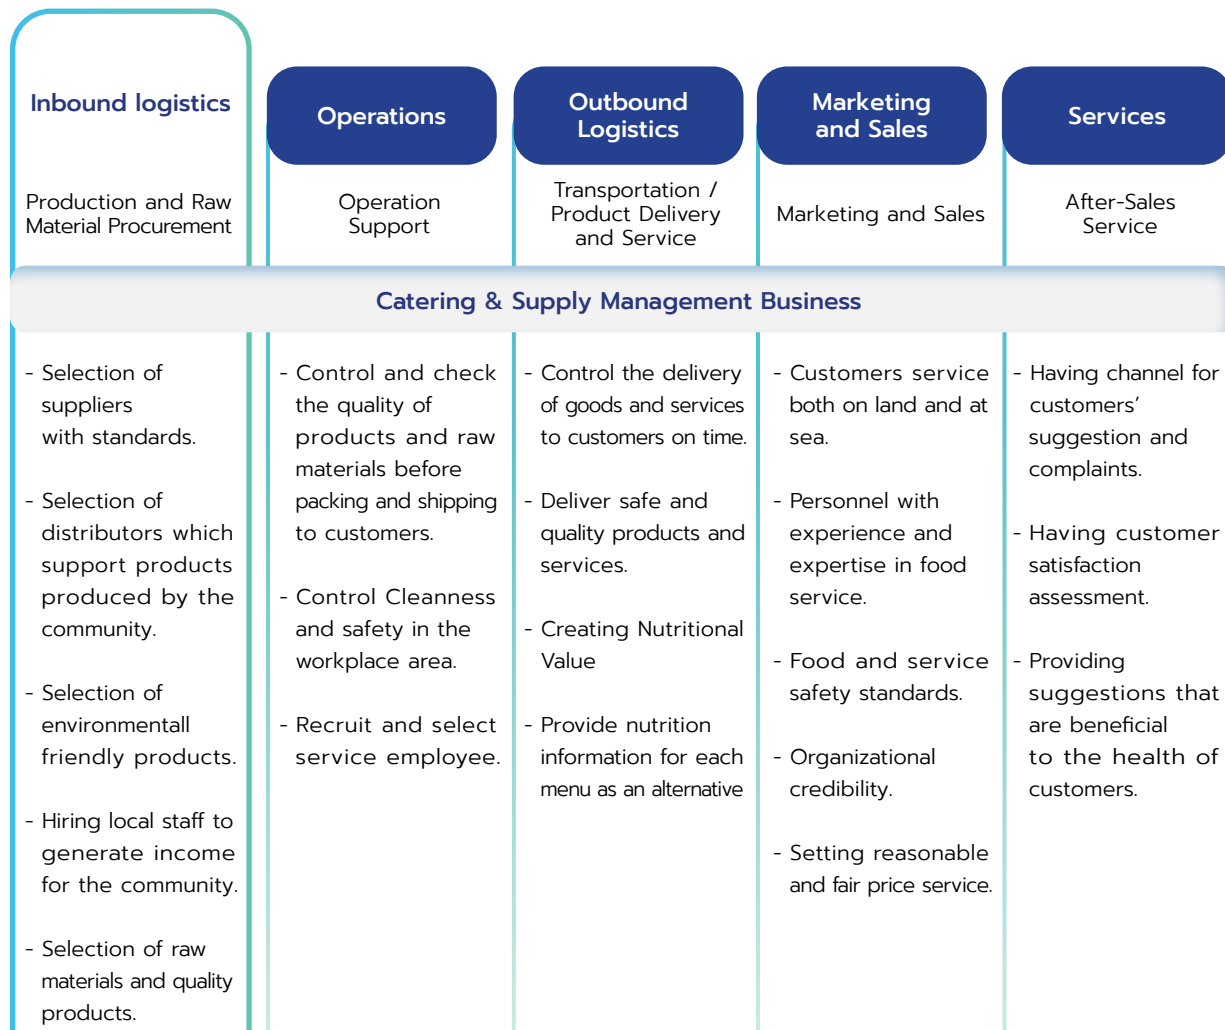 Inbound logistics
Production and Raw
Material Procurement
Operations
Operation
Support
Outbound
Logistics
Transportation /
Product Delivery
and Service
Marketing
and Sales
Marketing and Sales
Services
After-Sales
Service
Catering & Supply Management Business
- Selection of
suppliers
with standards.
- Selection of
distributors which
support products
produced by the
community.
- Selection of
environmentall
friendly products.
- Hiring local staff to
generate income
for the community.
- Selection of raw
materials and quality
products.
- Control and check
the quality of
products and raw
materials before
packing and shipping
to customers.
- Control Cleanness
and safety in the
workplace area.
- Recruit and select
service employee.
- Control the delivery
of goods and services
to customers on time.
- Deliver safe and
quality products and
services.
- Creating Nutritional
Value
- Provide nutrition
information for each
menu as an alternative
- Customers service
both on land and at
sea.
- Personnel with
experience and
expertise in food
service.
- Food and service
safety standards.
- Organizational
credibility.
- Setting reasonable
and fair price service.
- Having channel for
customers’
suggestion and
complaints.
- Having customer
satisfaction
assessment.
- Providing
suggestions that
are beneficial
to the health of
customers.